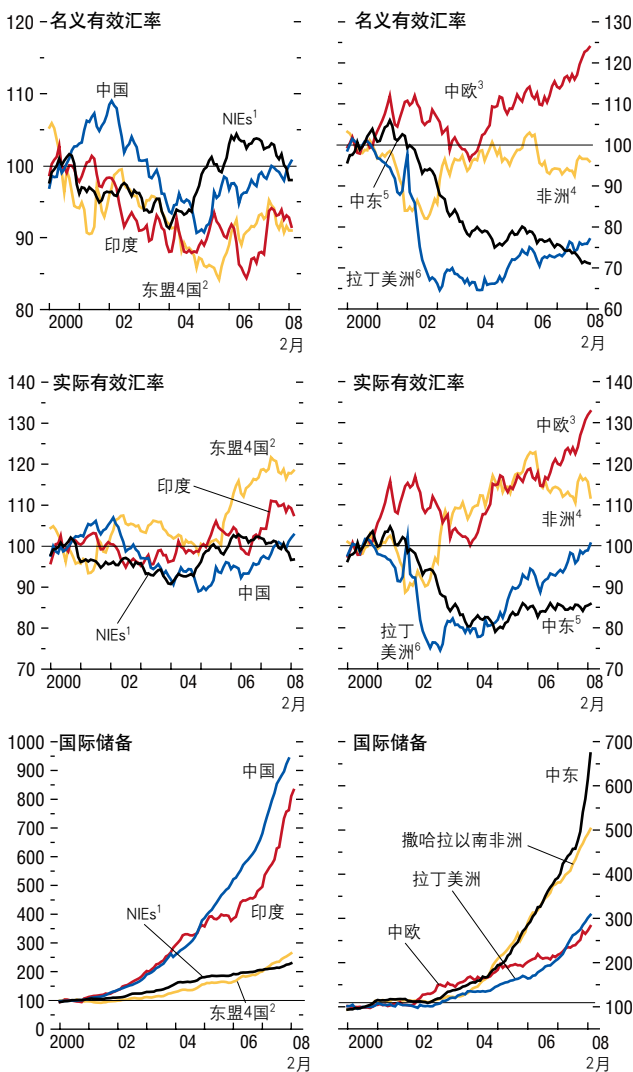 名义有效汇率
120
110
100
90
80
中国
NIEs¹
印度
东盟4国²
2000 02 04 06 08
2月
名义有效汇率
130
120
110
100
90
80
70
60
中欧³
中东⁵
非洲⁴
拉丁美洲⁶
2000 02 04 06 08
2月
实际有效汇率
140
130
120
110
100
90
80
70
东盟4国²
印度
NIEs¹
中国
2000 02 04 06 08
2月
实际有效汇率
140
130
120
110
100
90
80
70
中欧³
非洲⁴
拉丁
美洲⁶
中东⁵
2000 02 04 06 08
2月
国际储备
1000
900
800
700
600
500
400
300
200
100
0
中国
NIEs¹
印度
东盟4国²
2000 02 04 06 08
2月
国际储备
700
600
500
400
300
200
100
0
中东
撒哈拉以南非洲
拉丁美洲
中欧
2000 02 04 06 08
2月